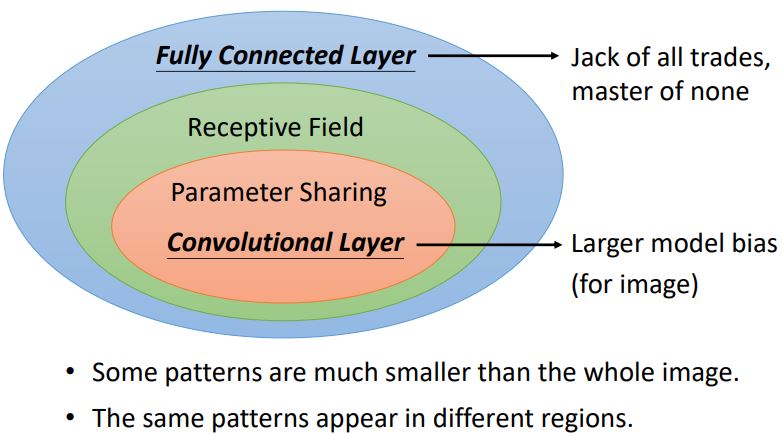 Fully Connected Layer
Jack of all trades,
master of none
Receptive Field
Parameter Sharing
Convolutional Layer
Larger model bias
(for image)
• Some patterns are much smaller than the whole image.
• The same patterns appear in different regions.